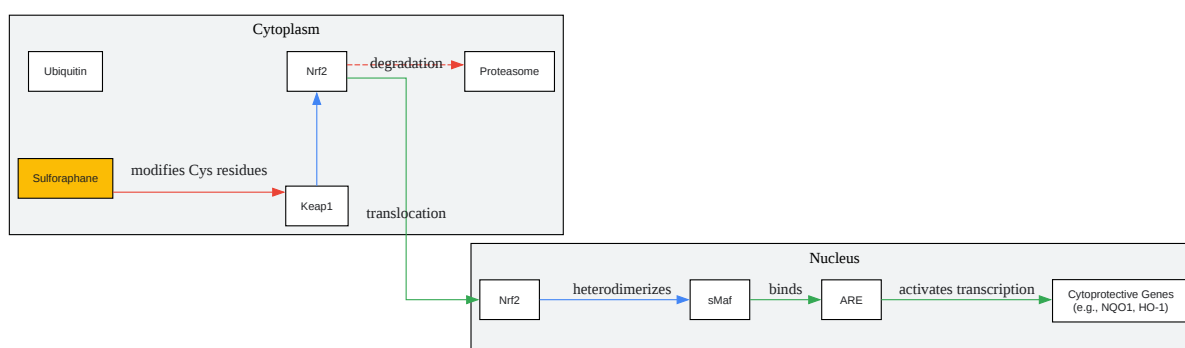 Cytoplasm
Ubiquitin
Nrf2
degradation
Proteasome
Sulforaphane
modifies Cys residues
Keap1
translocation
Nucleus
Nrf2
heterodimerizes
sMaf
binds
ARE
activates transcription
Cytoprotective Genes
(e.g., NQO1, HO-1)